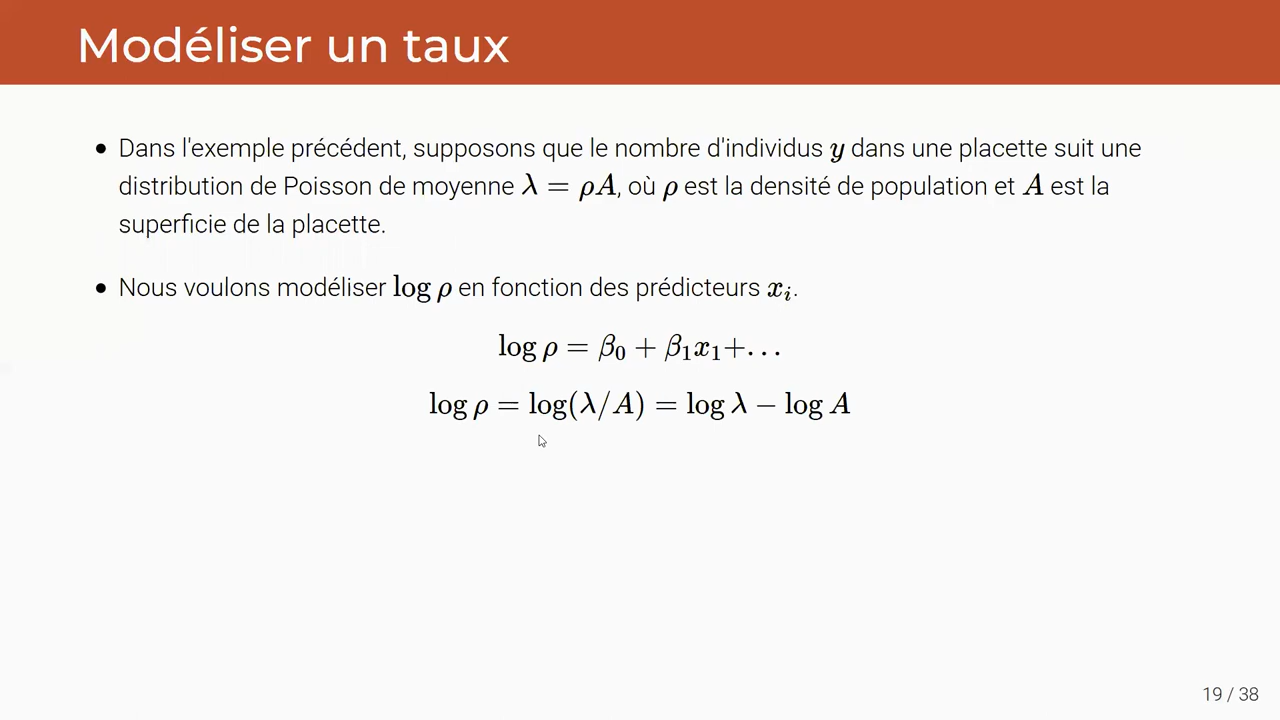 Modéliser un taux
• Dans l'exemple précédent, supposons que le nombre d'individus y dans une placette suit une
distribution de Poisson de moyenne λ = ρA, où ρ est la densité de population et A est la
superficie de la placette.
• Nous voulons modéliser log ρ en fonction des prédicteurs xᵢ.
log ρ = β₀ + β₁x₁+…
log ρ = log(λ/A) = log λ − log A
19 / 38